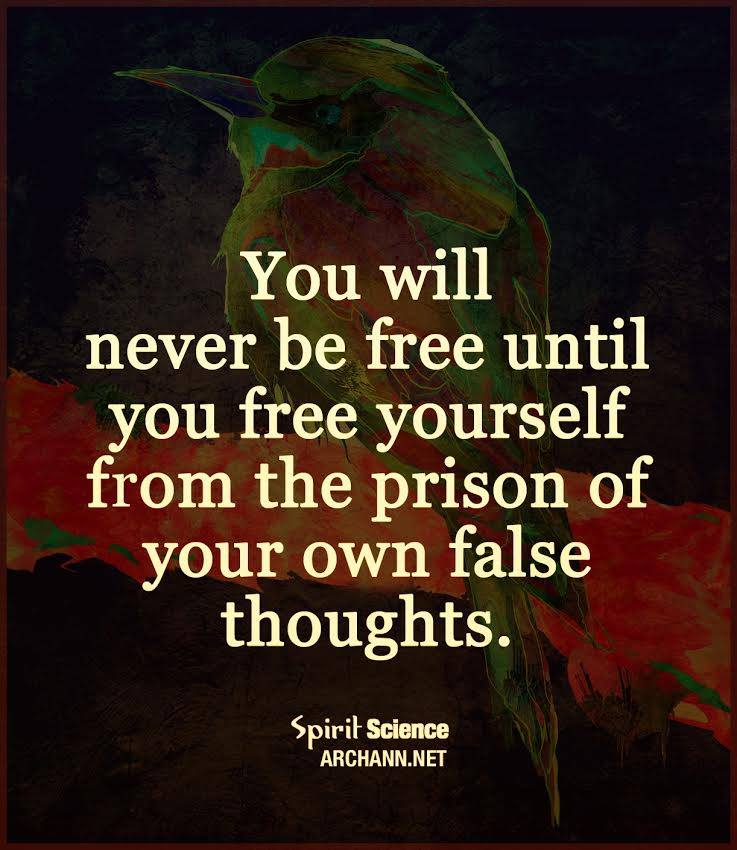 You will
never be free until
you free yourself
from the prison of
your own false
thoughts.
Spirit Science
ARCHANN.NET